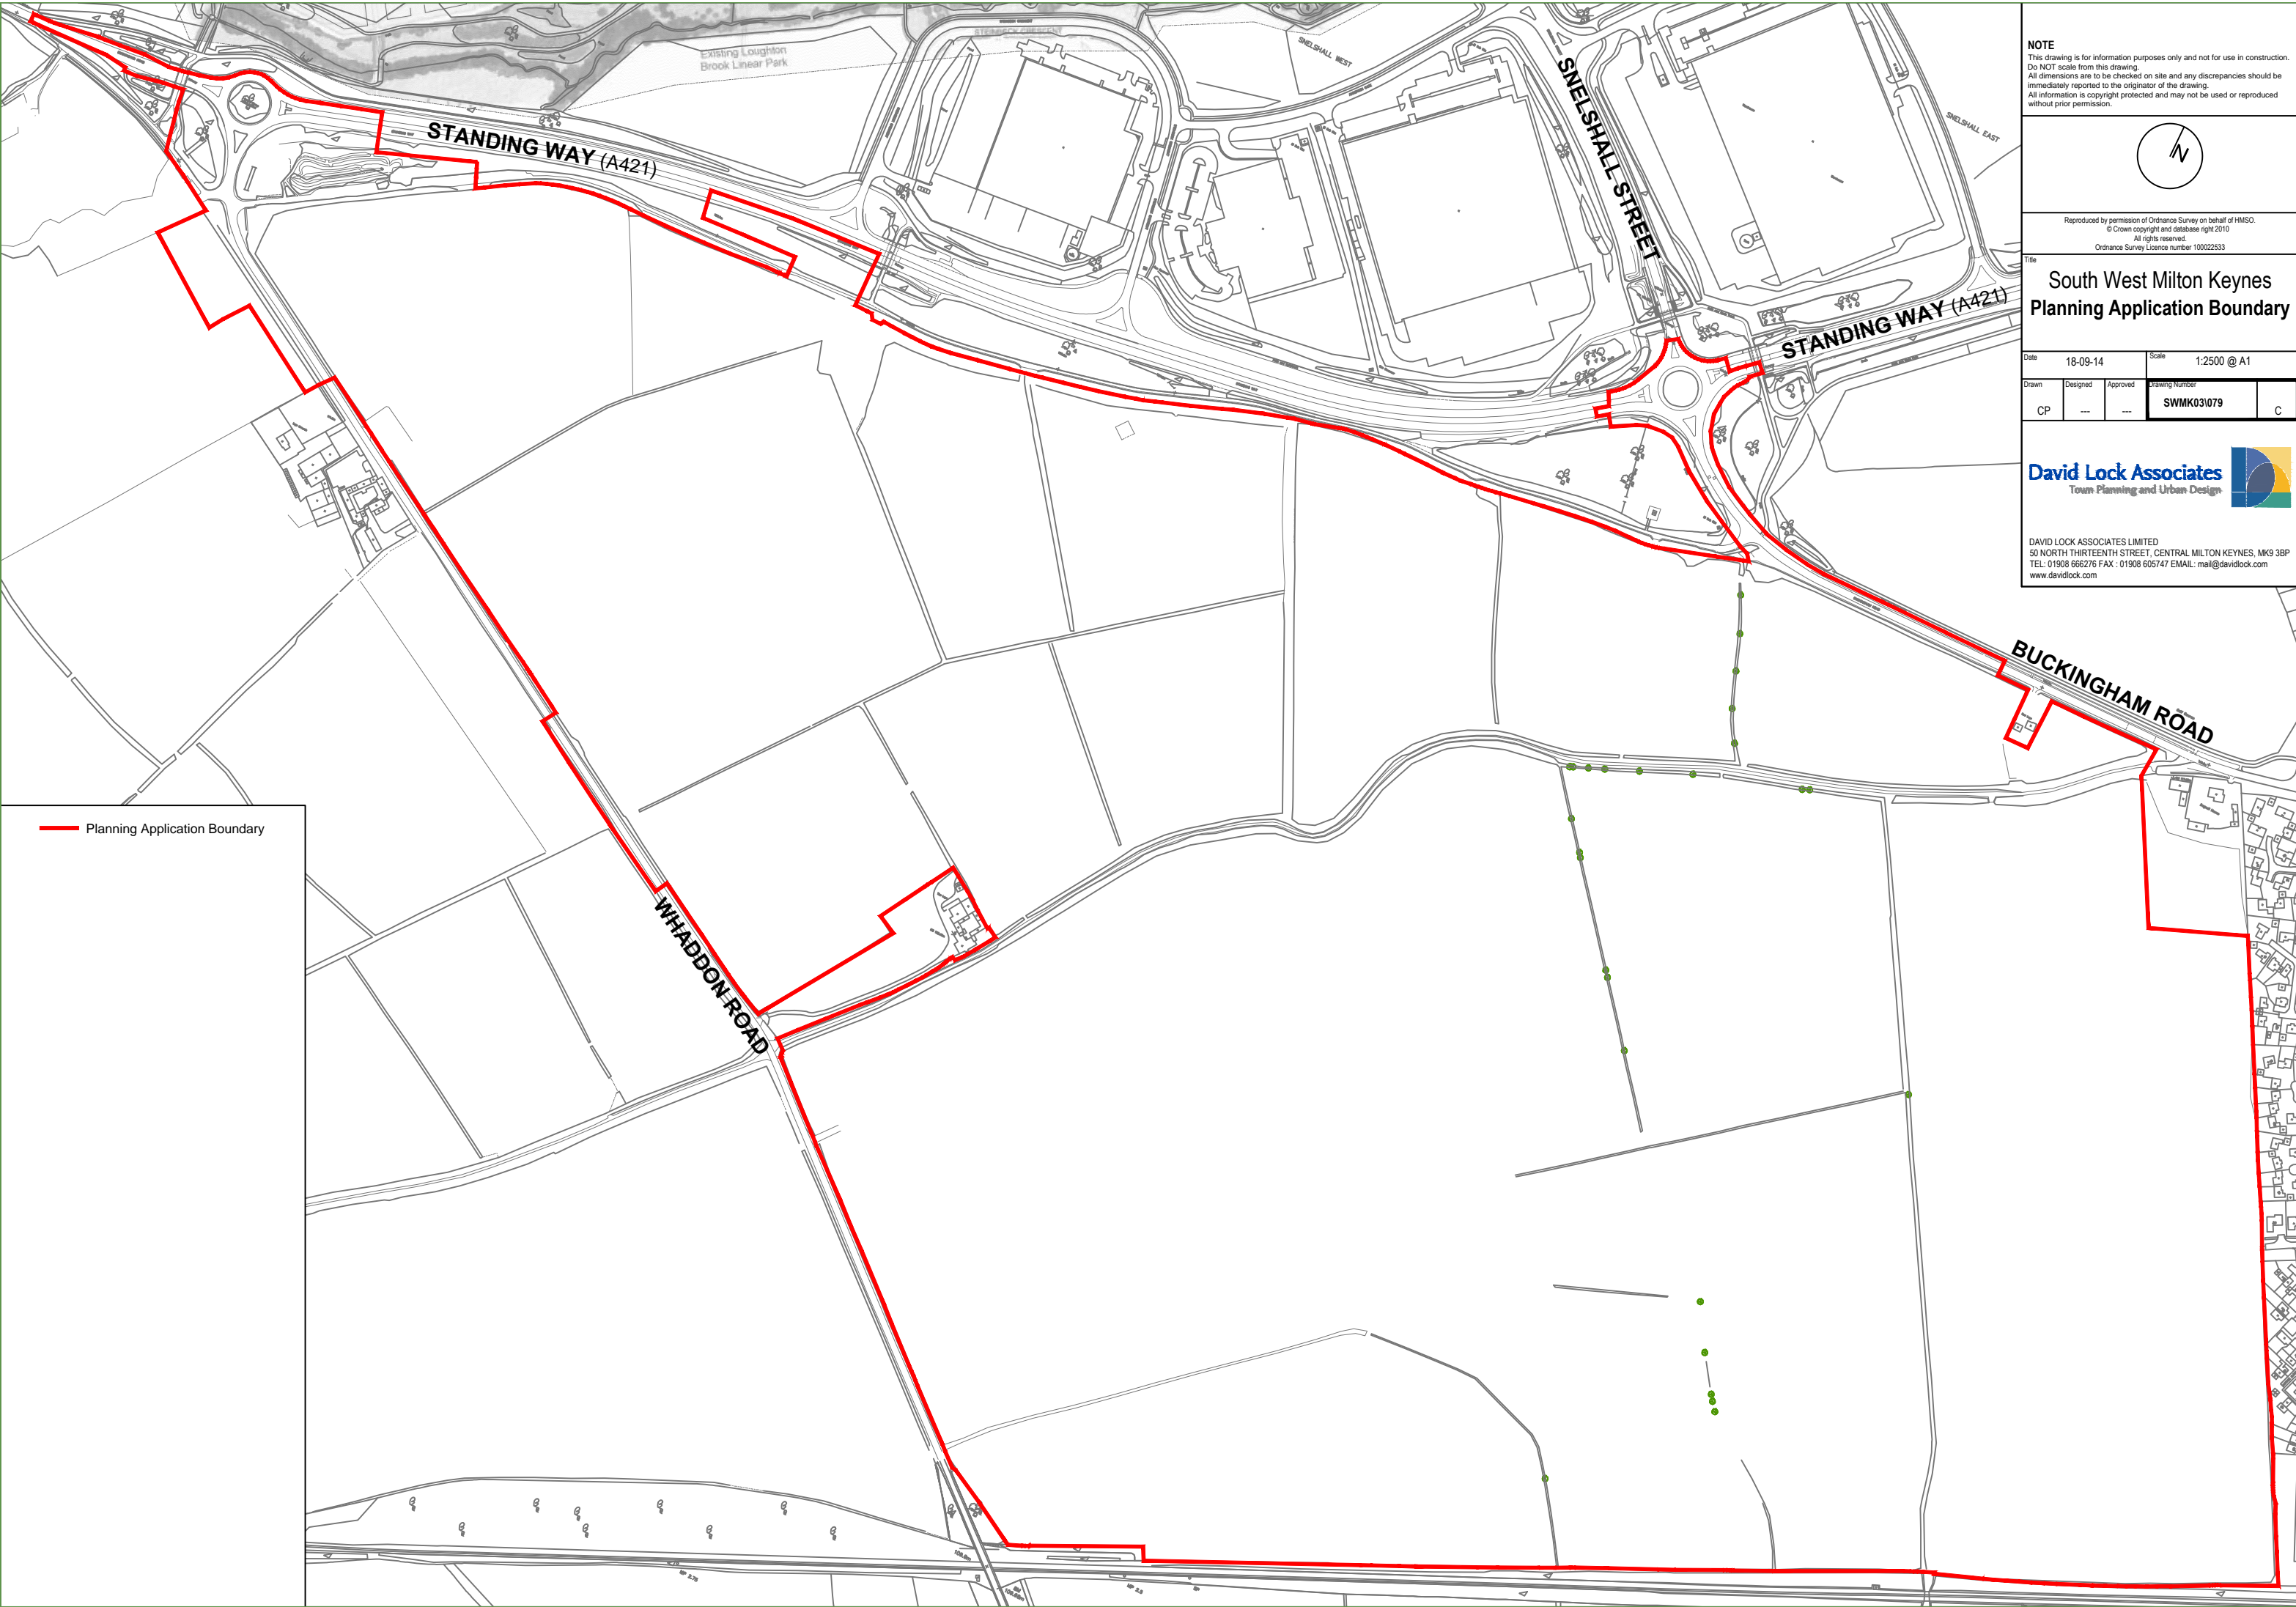 Existing Loughton
Brook Linear Park
STEINBECK CRESCENT
SNELSHALL WEST
SNELSHALL STREET
SNELSHALL EAST
STANDING WAY (A421)
STANDING WAY (A421)
BUCKINGHAM ROAD
WHADDON ROAD
Planning Application Boundary
NOTE
This drawing is for information purposes only and not for use in construction.
Do NOT scale from this drawing.
All dimensions are to be checked on site and any discrepancies should be
immediately reported to the originator of the drawing.
All information is copyright protected and may not be used or reproduced
without prior permission.
N
Reproduced by permission of Ordnance Survey on behalf of HMSO.
© Crown copyright and database right 2010
All rights reserved.
Ordnance Survey Licence number 100022533
Title
South West Milton Keynes
Planning Application Boundary
Date 18-09-14 Scale 1:2500 @ A1
Drawn Designed Approved Drawing Number
CP --- --- SWMK03\079 C
David Lock Associates
Town Planning and Urban Design
DAVID LOCK ASSOCIATES LIMITED
50 NORTH THIRTEENTH STREET, CENTRAL MILTON KEYNES, MK9 3BP
TEL: 01908 666276 FAX : 01908 605747 EMAIL: mail@davidlock.com
www.davidlock.com